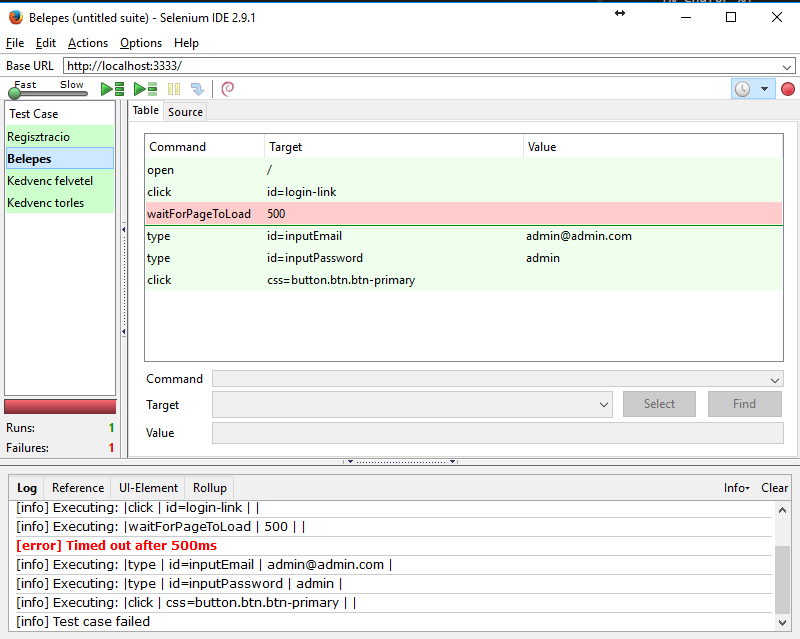 Belepes (untitled suite) - Selenium IDE 2.9.1
File Edit Actions Options Help
Base URL http://localhost:3333/
Fast Slow
Test Case
Regisztracio
Belepes
Kedvenc felvetel
Kedvenc torles
Runs: 1
Failures: 1
Table Source
Command Target Value
open /
click id=login-link
waitForPageToLoad 500
type id=inputEmail admin@admin.com
type id=inputPassword admin
click css=button.btn.btn-primary
Command
Target Select Find
Value
Log Reference UI-Element Rollup Info Clear
[info] Executing: |click | id=login-link | |
[info] Executing: |waitForPageToLoad | 500 | |
[error] Timed out after 500ms
[info] Executing: |type | id=inputEmail | admin@admin.com |
[info] Executing: |type | id=inputPassword | admin |
[info] Executing: |click | css=button.btn.btn-primary | |
[info] Test case failed